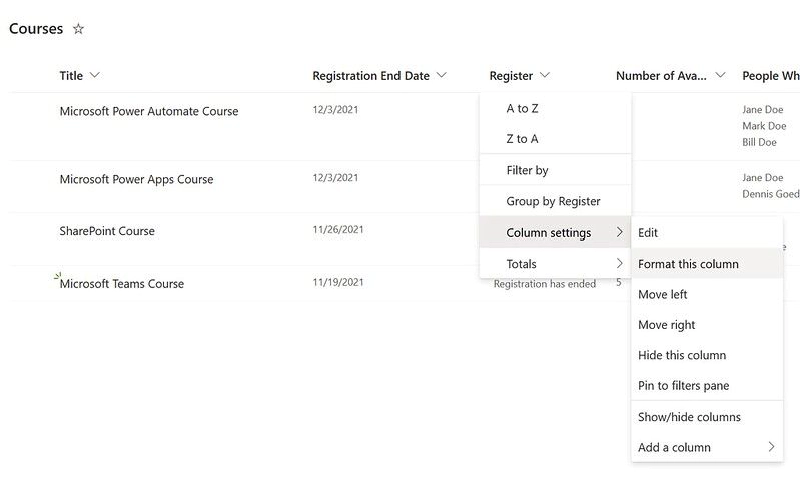 Courses
Title Registration End Date Register Number of Ava... People Wh
Microsoft Power Automate Course 12/3/2021 Jane Doe
Mark Doe
Bill Doe
Microsoft Power Apps Course 12/3/2021 Jane Doe
Dennis Goed
SharePoint Course 11/26/2021
Microsoft Teams Course 11/19/2021 Registration has ended 5
A to Z
Z to A
Filter by
Group by Register
Column settings
Totals
Edit
Format this column
Move left
Move right
Hide this column
Pin to filters pane
Show/hide columns
Add a column